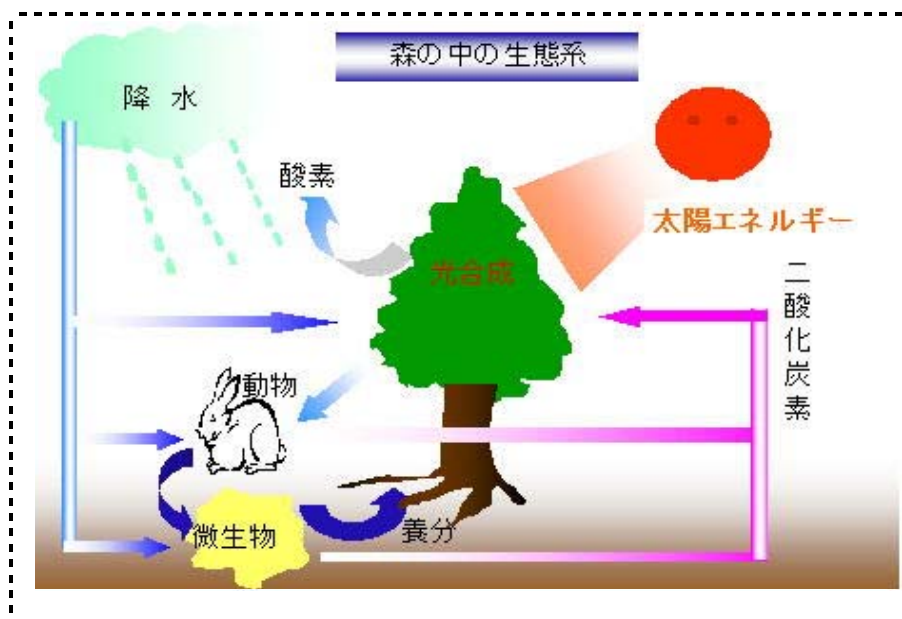 森の中の生態系
降 水
酸素
太陽エネルギー
光合成
二酸化炭素
動物
微生物
養分